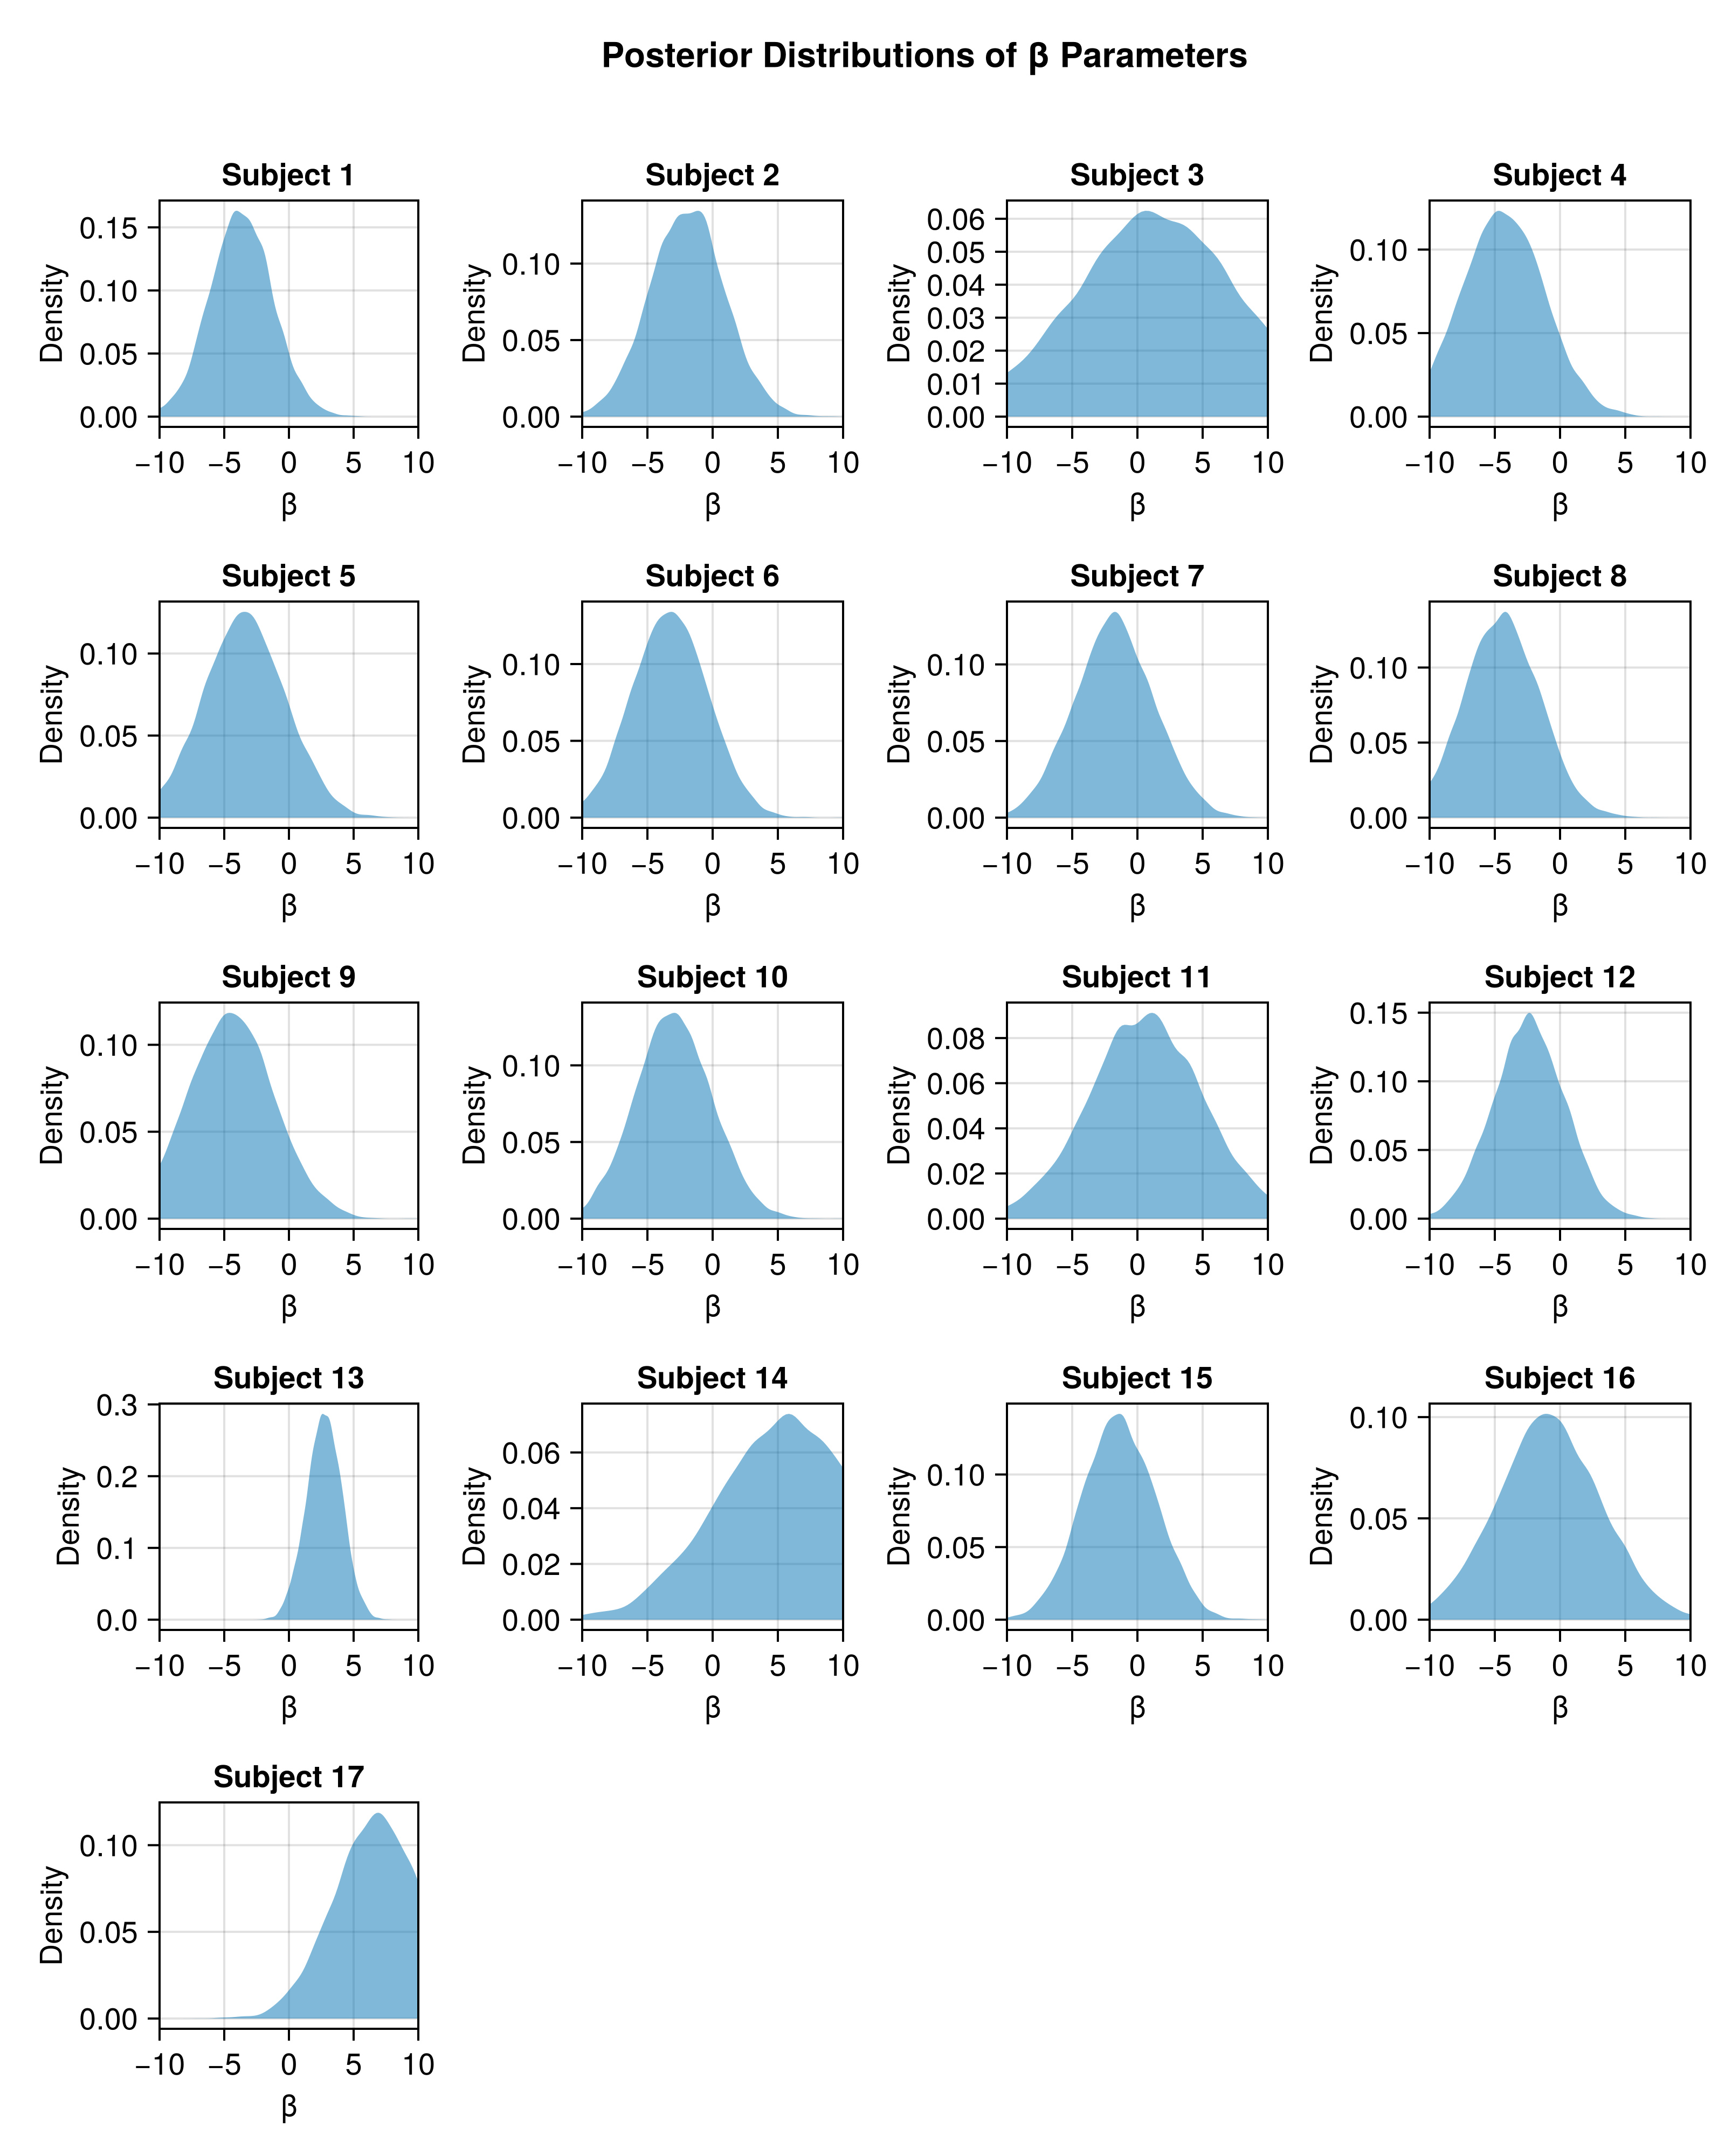 Posterior Distributions of β Parameters
Subject 1
Subject 2
Subject 3
Subject 4
Density
0.15
0.10
0.05
0.00
Density
0.10
0.05
0.00
Density
0.06
0.05
0.04
0.03
0.02
0.01
0.00
Density
0.10
0.05
0.00
−10 −5 0 5 10
−10 −5 0 5 10
−10 −5 0 5 10
−10 −5 0 5 10
β
β
β
β
Subject 5
Subject 6
Subject 7
Subject 8
Density
0.10
0.05
0.00
Density
0.10
0.05
0.00
Density
0.10
0.05
0.00
Density
0.10
0.05
0.00
−10 −5 0 5 10
−10 −5 0 5 10
−10 −5 0 5 10
−10 −5 0 5 10
β
β
β
β
Subject 9
Subject 10
Subject 11
Subject 12
Density
0.10
0.05
0.00
Density
0.10
0.05
0.00
Density
0.08
0.06
0.04
0.02
0.00
Density
0.15
0.10
0.05
0.00
−10 −5 0 5 10
−10 −5 0 5 10
−10 −5 0 5 10
−10 −5 0 5 10
β
β
β
β
Subject 13
Subject 14
Subject 15
Subject 16
Density
0.3
0.2
0.1
0.0
Density
0.06
0.04
0.02
0.00
Density
0.10
0.05
0.00
Density
0.10
0.05
0.00
−10 −5 0 5 10
−10 −5 0 5 10
−10 −5 0 5 10
−10 −5 0 5 10
β
β
β
β
Subject 17
Density
0.10
0.05
0.00
−10 −5 0 5 10
β